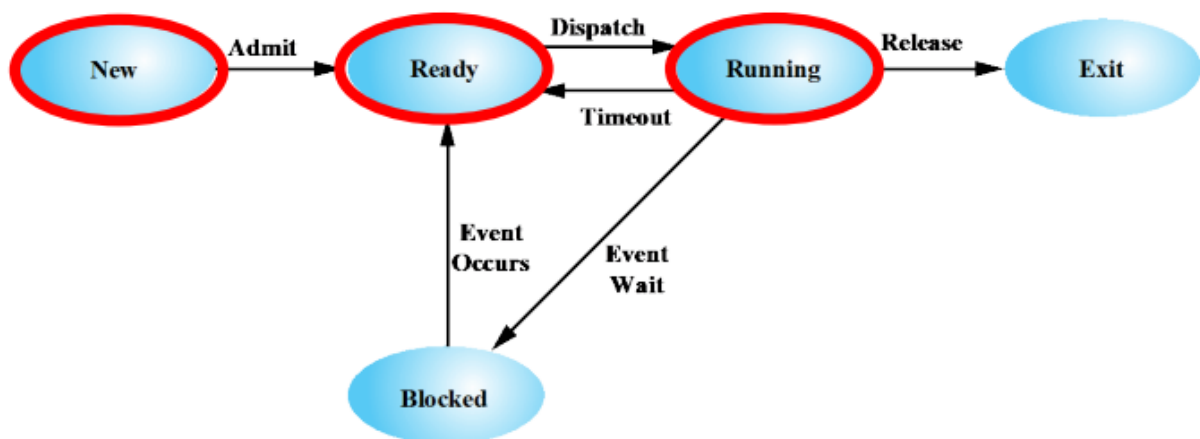 Dispatch
Admit
Release
New
Ready
Running
Exit
Timeout
Event
Occurs
Event
Wait
Blocked